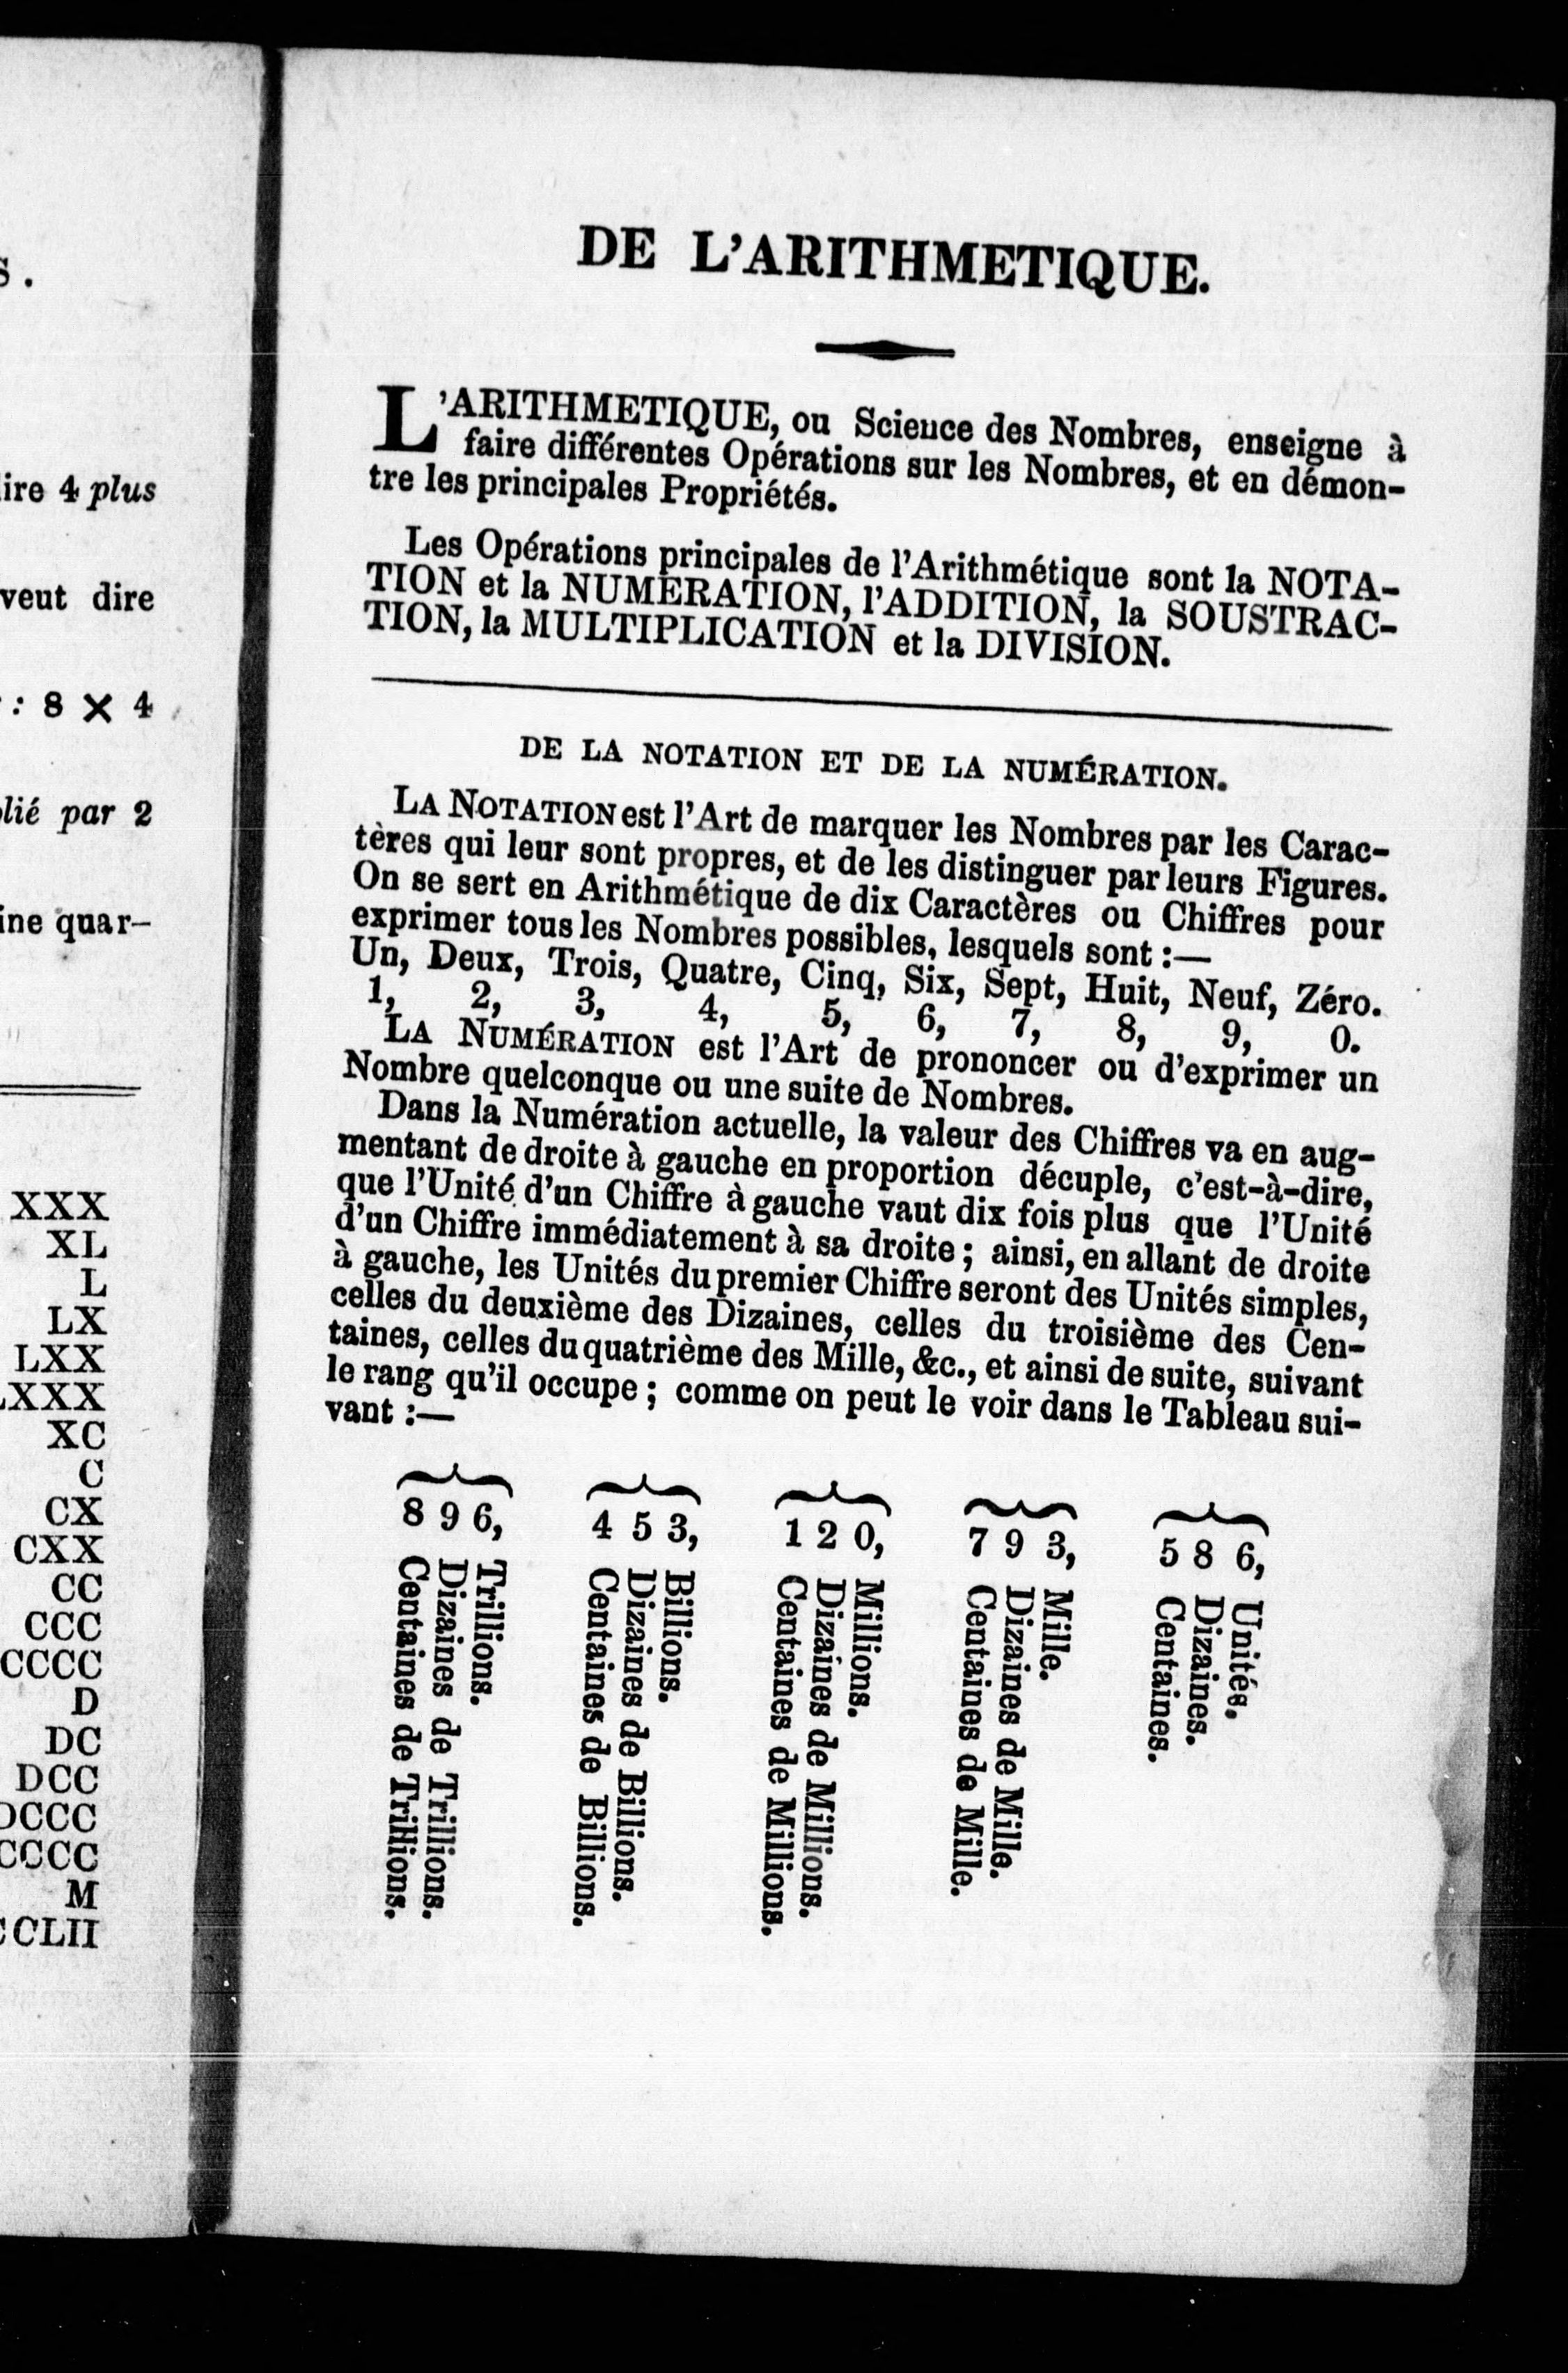 S.
ire 4 plus
veut dire
: 8 × 4
lié par 2
ine quar-
XXX
XL
L
LX
LXX
LXXX
XC
C
CX
CXX
CC
CCC
CCCC
D
DC
DCC
DCCC
CCCC
M
CCLII
DE L'ARITHMETIQUE.
L'ARITHMETIQUE, ou Science des Nombres, enseigne à
faire différentes Opérations sur les Nombres, et en démon-
tre les principales Propriétés.
Les Opérations principales de l'Arithmétique sont la NOTA-
TION et la NUMERATION, l'ADDITION, la SOUSTRAC-
TION, la MULTIPLICATION et la DIVISION.
DE LA NOTATION ET DE LA NUMÉRATION.
LA NOTATION est l'Art de marquer les Nombres par les Carac-
tères qui leur sont propres, et de les distinguer par leurs Figures.
On se sert en Arithmétique de dix Caractères ou Chiffres pour
exprimer tous les Nombres possibles, lesquels sont :—
Un, Deux, Trois, Quatre, Cinq, Six, Sept, Huit, Neuf, Zéro.
1, 2, 3, 4, 5, 6, 7, 8, 9, 0.
LA NUMÉRATION est l'Art de prononcer ou d'exprimer un
Nombre quelconque ou une suite de Nombres.
Dans la Numération actuelle, la valeur des Chiffres va en aug-
mentant de droite à gauche en proportion décuple, c'est-à-dire,
que l'Unité d'un Chiffre à gauche vaut dix fois plus que l'Unité
d'un Chiffre immédiatement à sa droite ; ainsi, en allant de droite
à gauche, les Unités du premier Chiffre seront des Unités simples,
celles du deuxième des Dizaines, celles du troisième des Cen-
taines, celles du quatrième des Mille, &c., et ainsi de suite, suivant
le rang qu'il occupe ; comme on peut le voir dans le Tableau sui-
vant :—
8 9 6, 4 5 3, 1 2 0, 7 9 3, 5 8 6,
Centaines de Trillions.
Dizaines de Trillions.
Trillions.
Centaines de Billions.
Dizaines de Billions.
Billions.
Centaines de Millions.
Dizaines de Millions.
Millions.
Centaines de Mille.
Dizaines de Mille.
Mille.
Centaines.
Dizaines.
Unités.